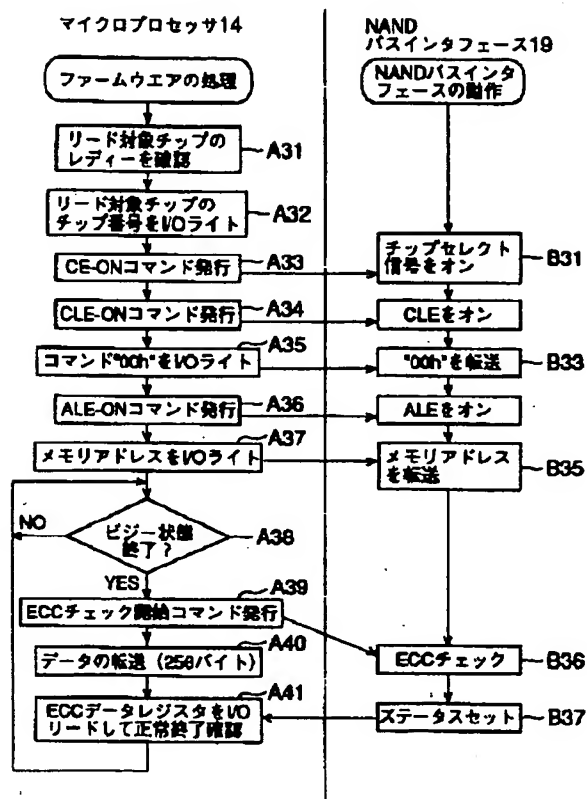 マイクロプロセッサ14
NAND
バスインタフェース19
ファームウエアの処理
NANDバスインタ
フェースの動作
リード対象チップの
レディーを確認
A31
リード対象チップの
チップ番号をI/Oライト
A32
CE-ONコマンド発行
A33
チップセレクト
信号をオン
B31
CLE-ONコマンド発行
A34
CLEをオン
コマンド"00h"をI/Oライト
A35
"00h"を転送
B33
ALE-ONコマンド発行
A36
ALEをオン
メモリアドレスをI/Oライト
A37
メモリアドレス
を転送
B35
NO
ビジー状態
終了?
A38
YES
ECCチェック開始コマンド発行
A39
データの転送(256バイト)
A40
ECCチェック
B36
ECCデータレジスタをI/O
リードして正常終了確認
A41
ステータスセット
B37